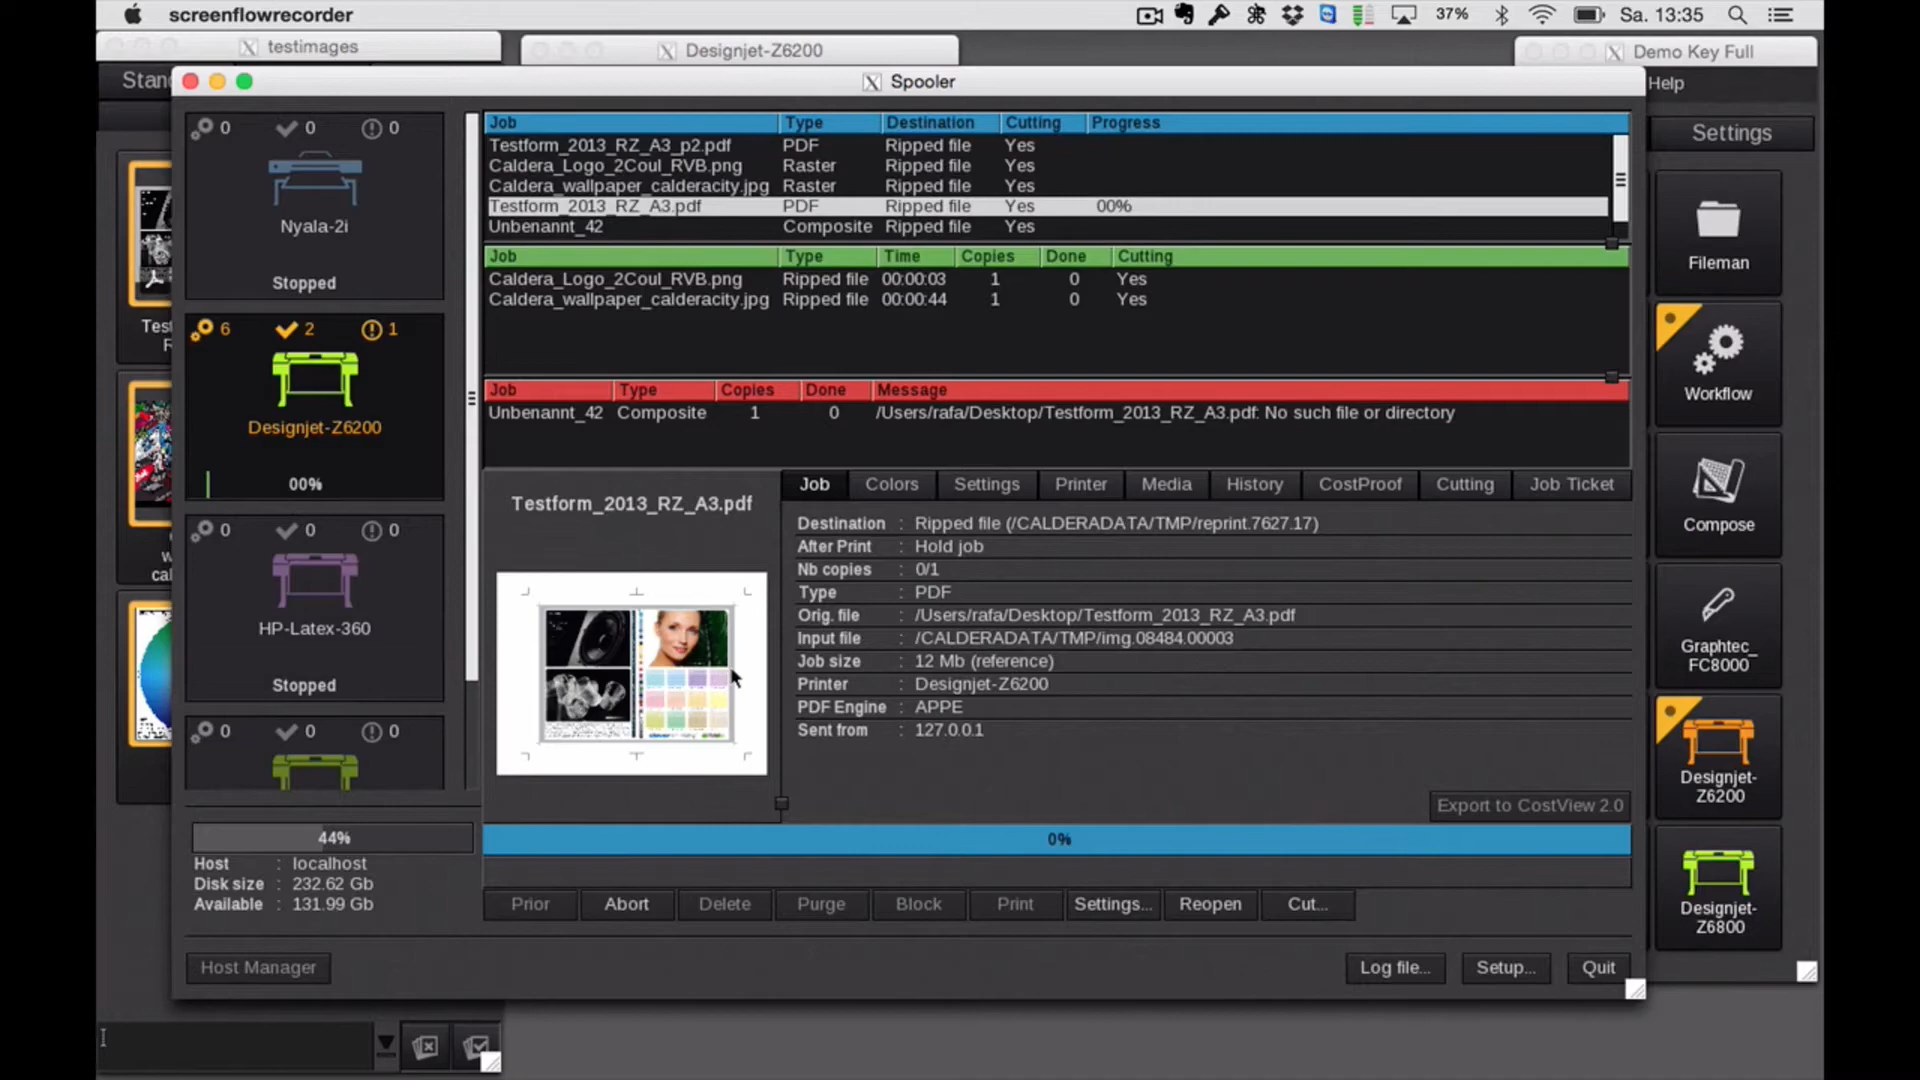 screenflowrecorder
37%
Sa. 13:35
testimages
Designjet-Z6200
Demo Key Full
Stan
Spooler
Help
0 0 0
Nyala-2i
Stopped
6 2 1
Designjet-Z6200
00%
0 0 0
HP-Latex-360
Stopped
0 0 0
Job Type Destination Cutting Progress
Testform_2013_RZ_A3_p2.pdf PDF Ripped file Yes
Caldera_Logo_2Coul_RVB.png Raster Ripped file Yes
Caldera_wallpaper_calderacity.jpg Raster Ripped file Yes
Testform_2013_RZ_A3.pdf PDF Ripped file Yes 00%
Unbenannt_42 Composite Ripped file Yes
Job Type Time Copies Done Cutting
Caldera_Logo_2Coul_RVB.png Ripped file 00:00:03 1 0 Yes
Caldera_wallpaper_calderacity.jpg Ripped file 00:00:44 1 0 Yes
Job Type Copies Done Message
Unbenannt_42 Composite 1 0 /Users/rafa/Desktop/Testform_2013_RZ_A3.pdf: No such file or directory
Testform_2013_RZ_A3.pdf
Job Colors Settings Printer Media History CostProof Cutting Job Ticket
Destination : Ripped file (/CALDERADATA/TMP/reprint.7627.17)
After Print : Hold job
Nb copies : 0/1
Type : PDF
Orig. file : /Users/rafa/Desktop/Testform_2013_RZ_A3.pdf
Input file : /CALDERADATA/TMP/img.08484.00003
Job size : 12 Mb (reference)
Printer : Designjet-Z6200
PDF Engine : APPE
Sent from : 127.0.0.1
Export to CostView 2.0
0%
44%
Host : localhost
Disk size : 232.62 Gb
Available : 131.99 Gb
Prior Abort Delete Purge Block Print Settings... Reopen Cut...
Host Manager
Log file... Setup... Quit
Settings
Fileman
Workflow
Compose
Graphtec_
FC8000
Designjet-
Z6200
Designjet-
Z6800
Tes
R
w
cal